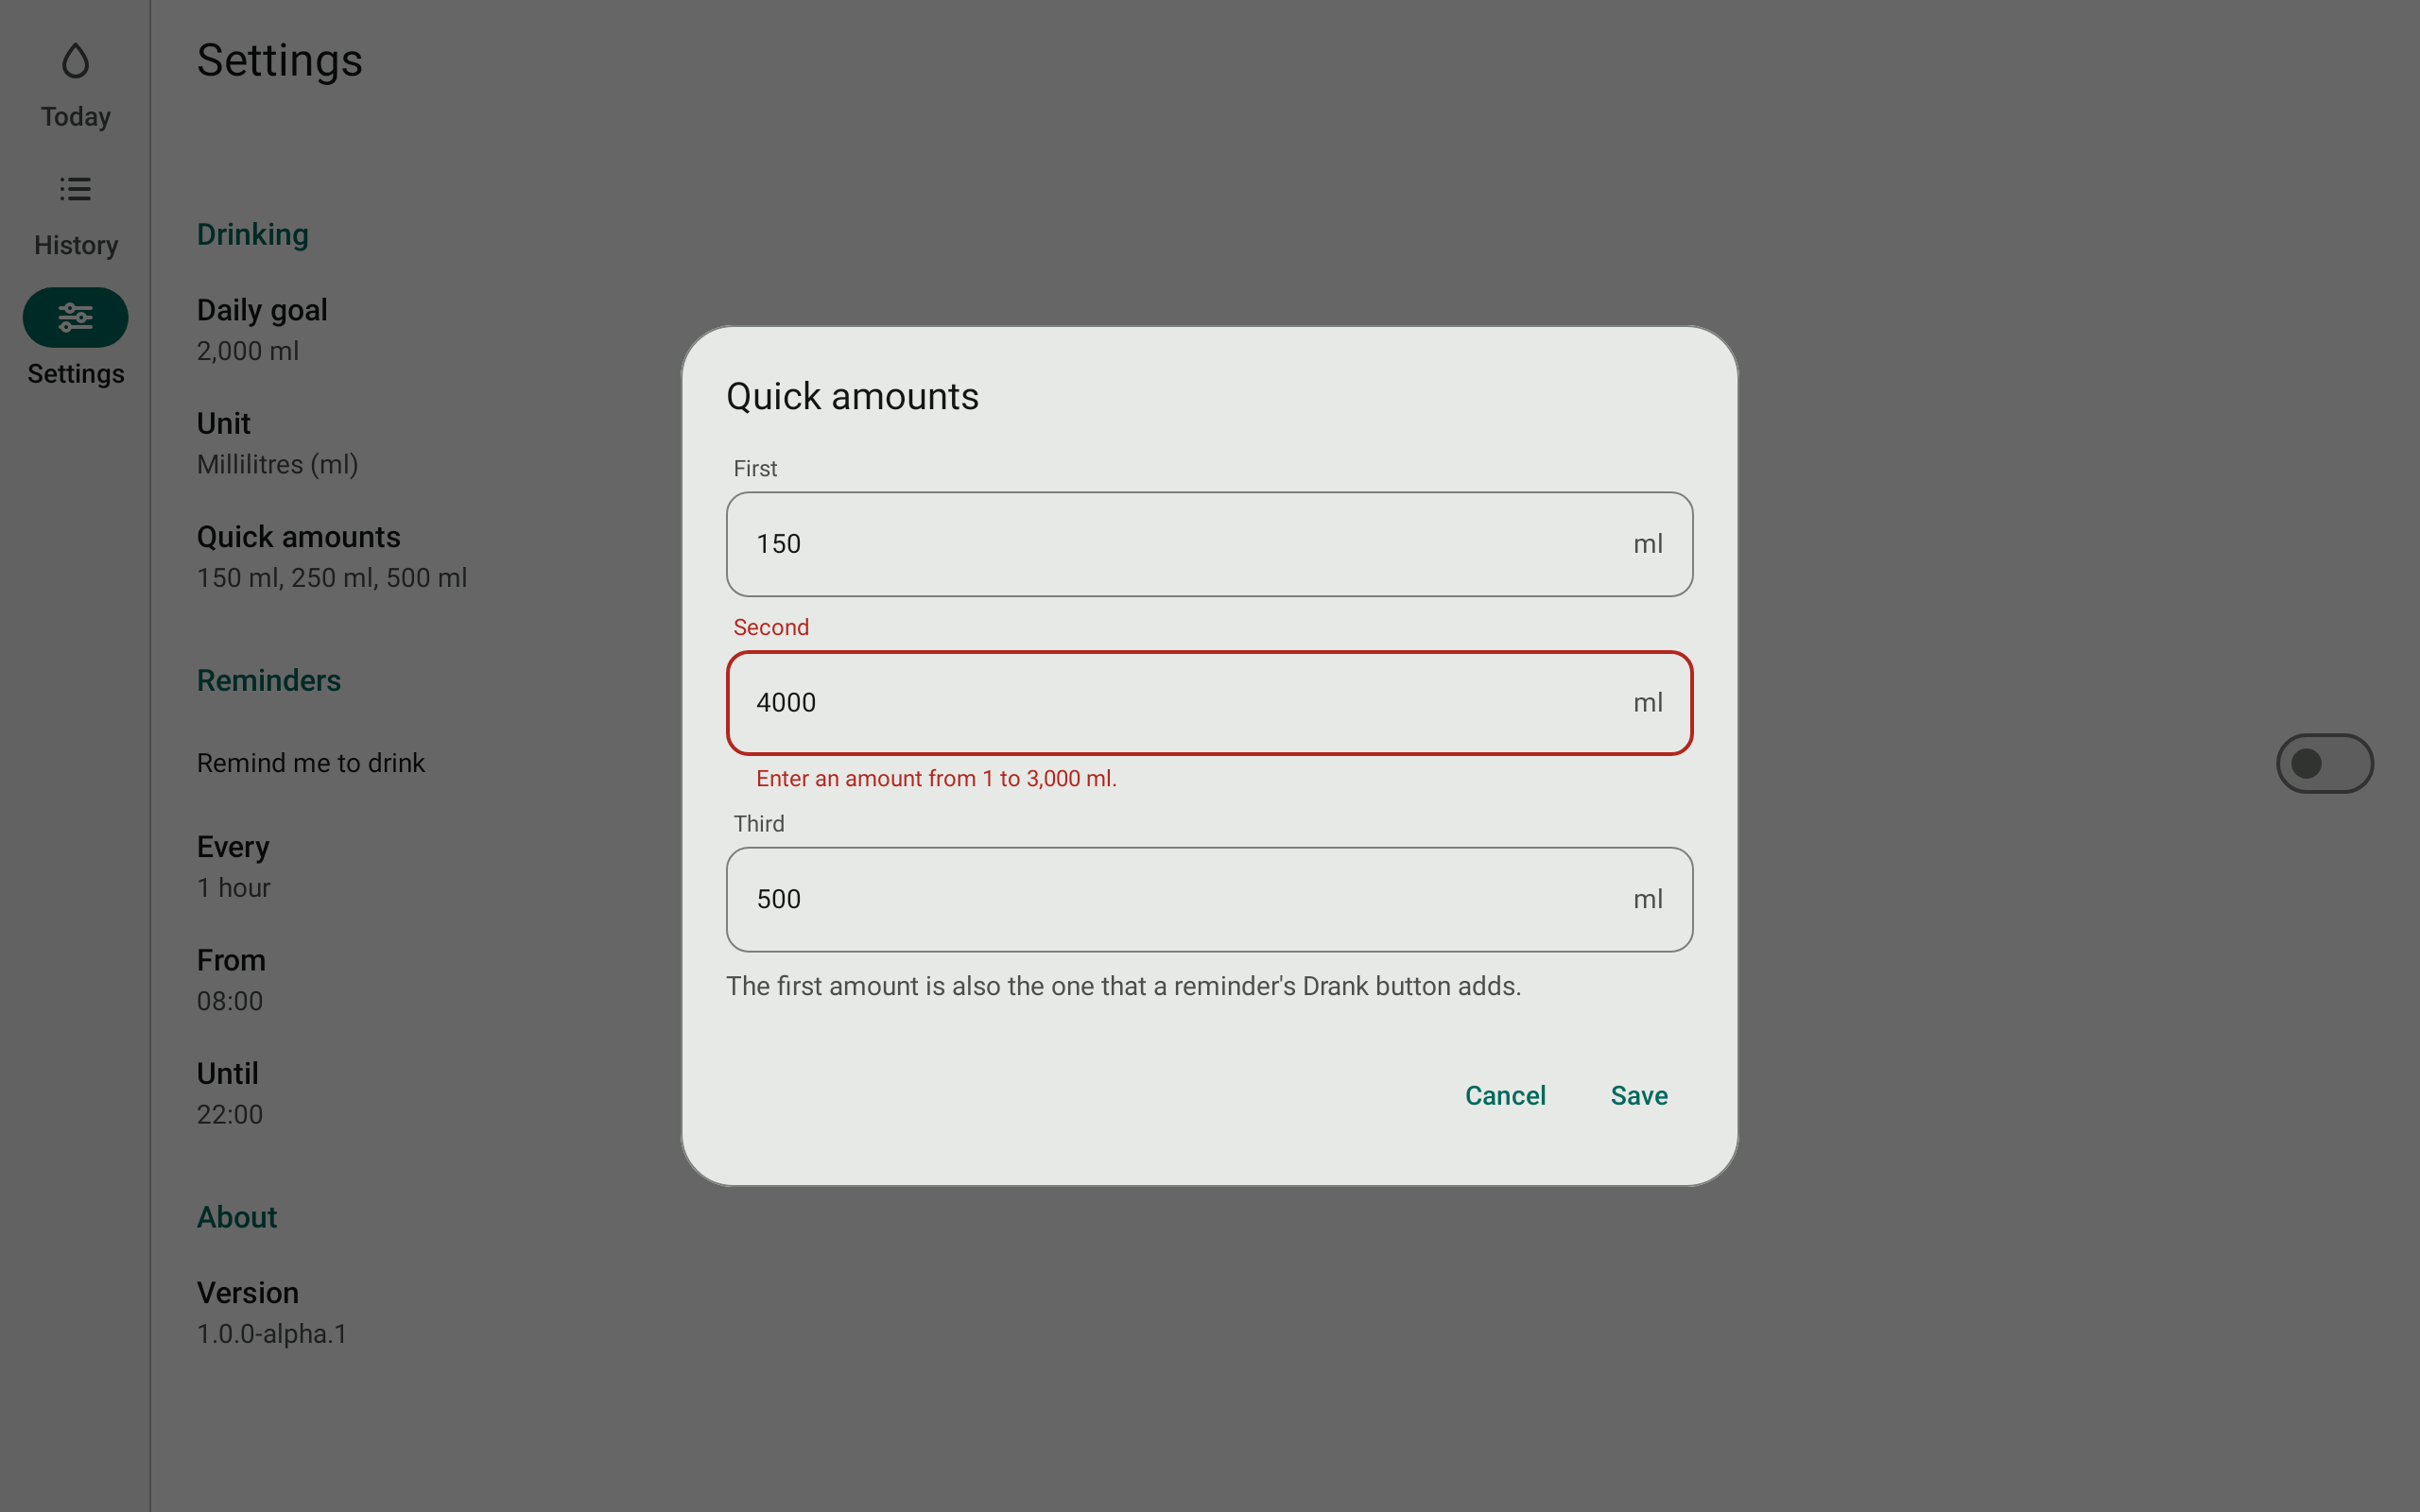 Today
History
Settings
Settings
Drinking
Daily goal
2,000 ml
Unit
Millilitres (ml)
Quick amounts
150 ml, 250 ml, 500 ml
Reminders
Remind me to drink
Every
1 hour
From
08:00
Until
22:00
About
Version
1.0.0-alpha.1
Quick amounts
First
150 ml
Second
4000 ml
Enter an amount from 1 to 3,000 ml.
Third
500 ml
The first amount is also the one that a reminder's Drank button adds.
Cancel Save